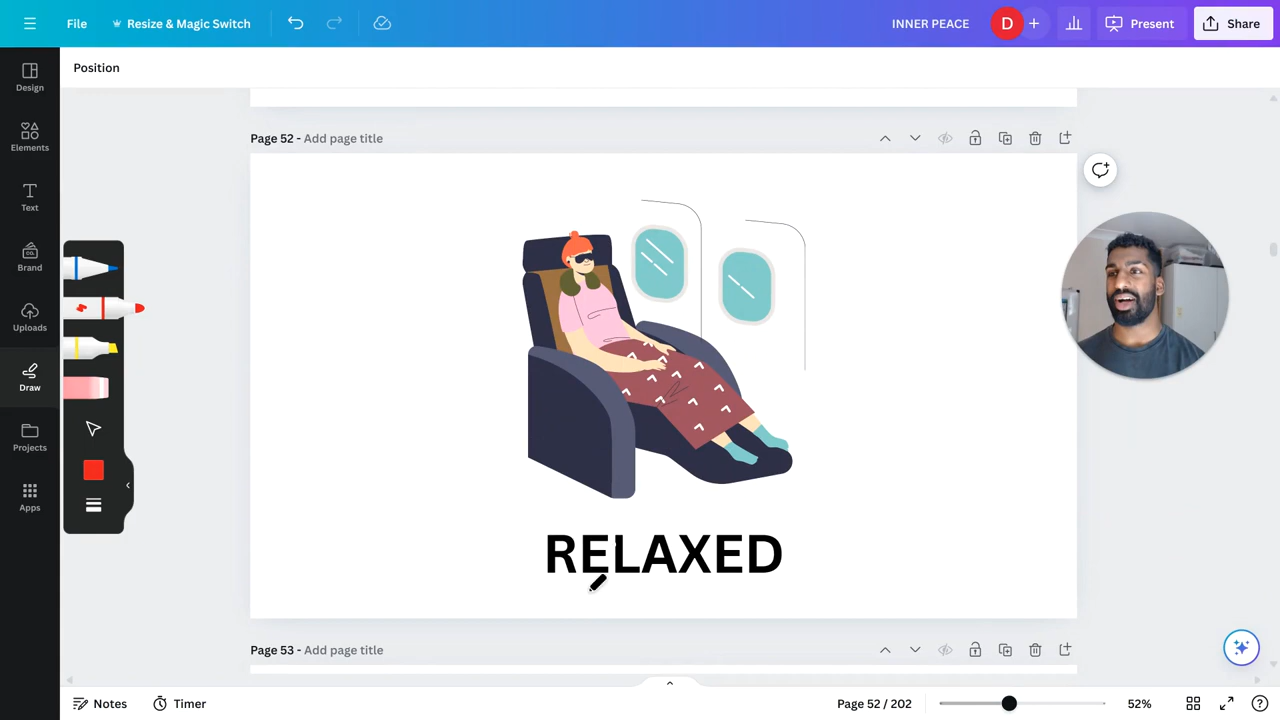 File
Resize & Magic Switch
INNER PEACE
D
Present
Share
Position
Design
Elements
Text
Brand
Uploads
Draw
Projects
Apps
Page 52 - Add page title
RELAXED
Page 53 - Add page title
Notes
Timer
Page 52 / 202
52%